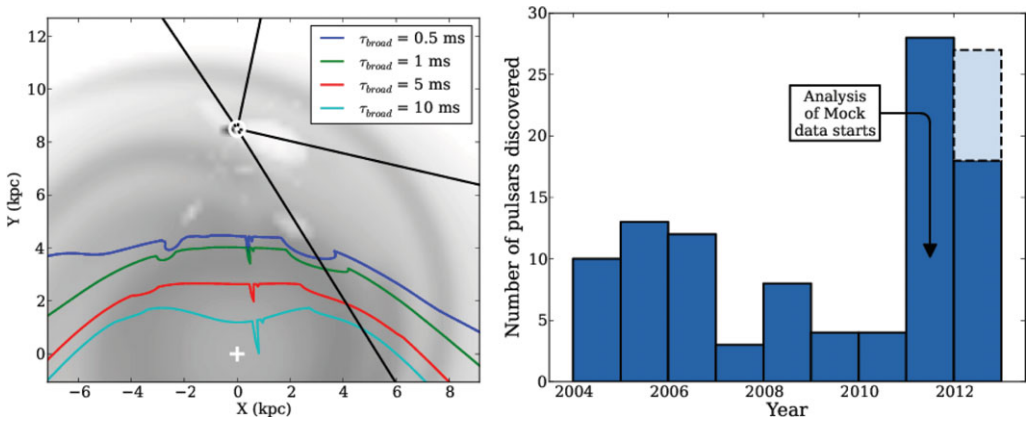 12
10
8
6
4
2
0
Y (kpc)
−6
−4
−2
0
2
4
6
8
X (kpc)
τbroad = 0.5 ms
τbroad = 1 ms
τbroad = 5 ms
τbroad = 10 ms
30
25
20
15
10
5
0
Number of pulsars discovered
Analysis
of Mock
data starts
2004
2006
2008
2010
2012
Year